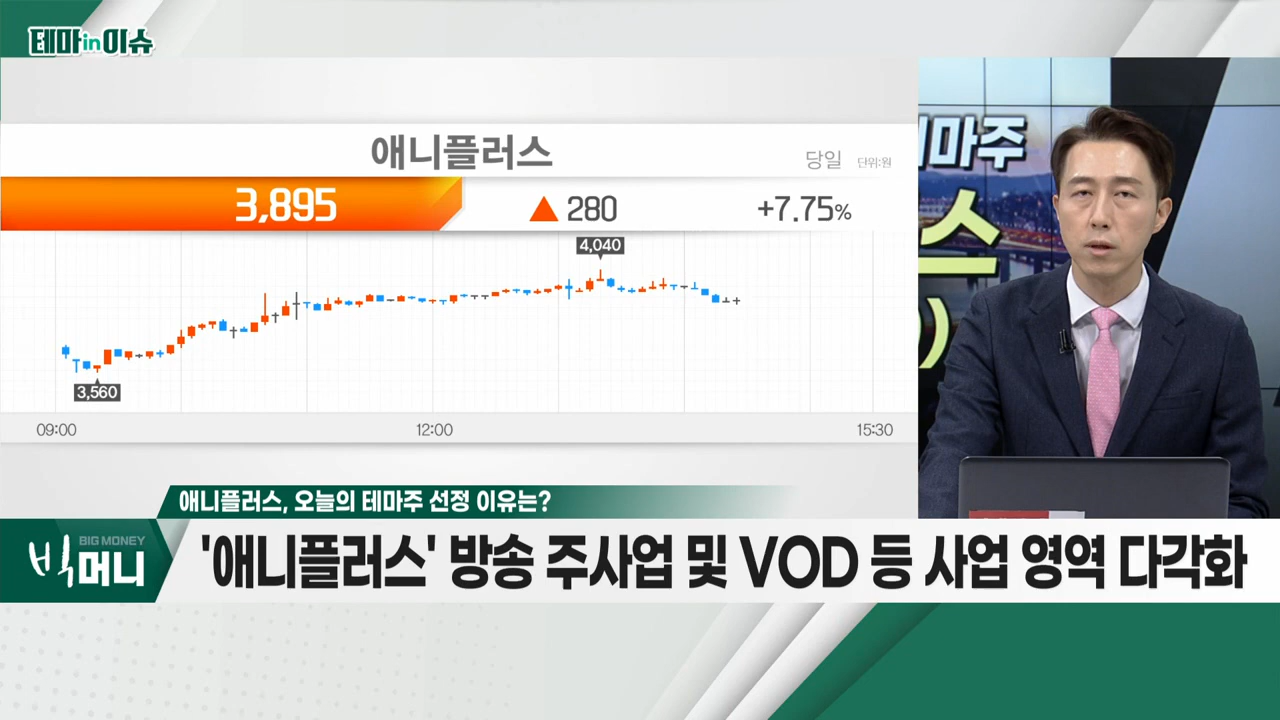 테마in이슈
애니플러스
당일 단위:원
3,895 ▲ 280 +7.75%
4,040
3,560
09:00 12:00 15:30
마주
스
)
애니플러스, 오늘의 테마주 선정 이유는?
BIG MONEY
빅머니
'애니플러스' 방송 주사업 및 VOD 등 사업 영역 다각화